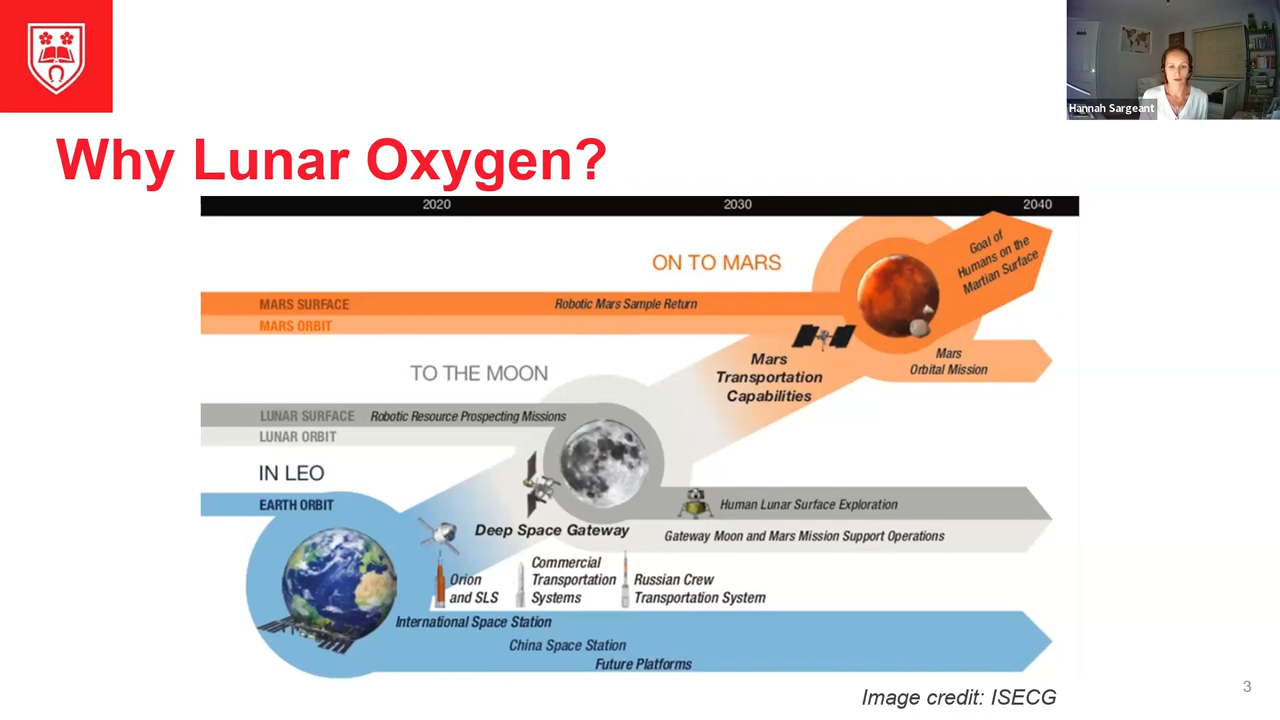 Hannah Sargeant
Why Lunar Oxygen?
2020 2030 2040
ON TO MARS
Goal of
Humans on the
Martian Surface
MARS SURFACE
Robotic Mars Sample Return
MARS ORBIT
Mars
Orbital Mission
Mars
Transportation
Capabilities
TO THE MOON
LUNAR SURFACE
Robotic Resource Prospecting Missions
LUNAR ORBIT
IN LEO
EARTH ORBIT
Human Lunar Surface Exploration
Deep Space Gateway
Gateway Moon and Mars Mission Support Operations
Orion
and SLS
Commercial
Transportation
Systems
Russian Crew
Transportation System
International Space Station
China Space Station
Future Platforms
Image credit: ISECG
3